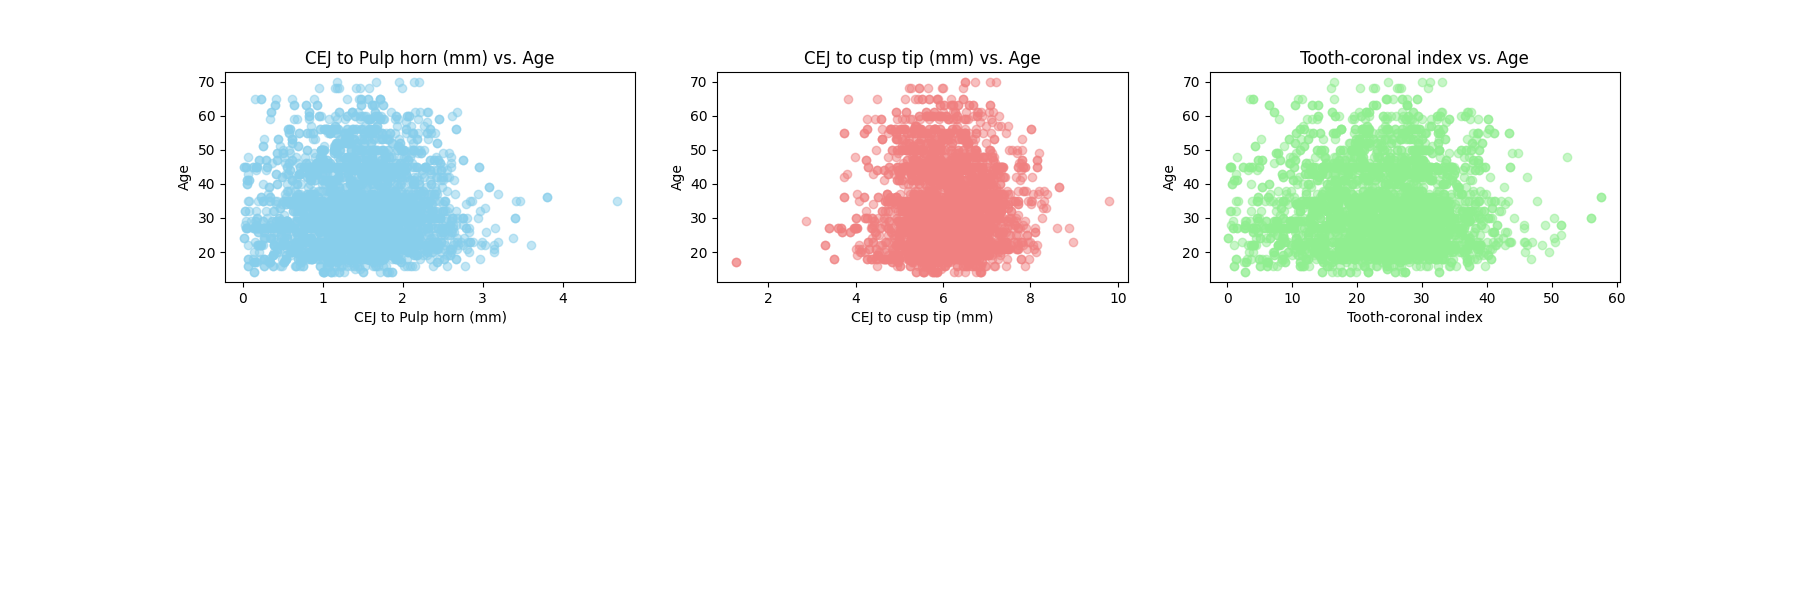 CEJ to Pulp horn (mm) vs. Age
70
60
50
40
30
20
Age
0 1 2 3 4
CEJ to Pulp horn (mm)
CEJ to cusp tip (mm) vs. Age
70
60
50
40
30
20
Age
2 4 6 8 10
CEJ to cusp tip (mm)
Tooth-coronal index vs. Age
70
60
50
40
30
20
Age
0 10 20 30 40 50 60
Tooth-coronal index